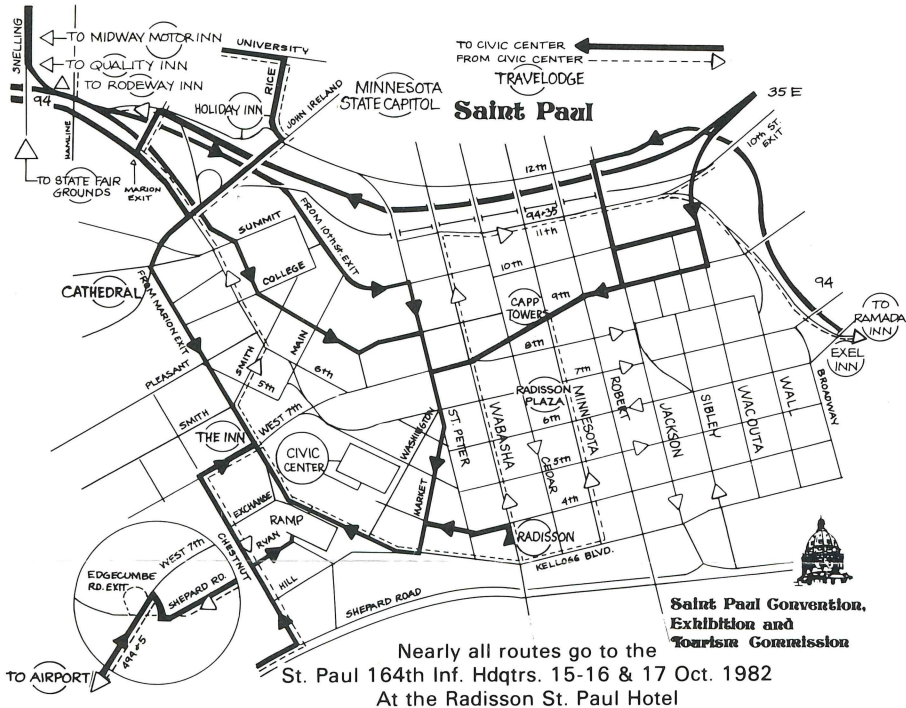 SNELLING
TO MIDWAY MOTOR INN
TO QUALITY INN
TO RODEWAY INN
94
HAMLINE
TO STATE FAIR
GROUNDS
MARION
EXIT
UNIVERSITY
RICE
HOLIDAY INN
JOHN IRELAND
MINNESOTA
STATE CAPITOL
TO CIVIC CENTER
FROM CIVIC CENTER
TRAVELODGE
Saint Paul
35 E
10th ST.
EXIT
12th
94+35
11th
10th
9th
8th
7th
6th
5th
4th
SUMMIT
COLLEGE
FROM 10th St. EXIT
CATHEDRAL
FROM MARION EXIT
PLEASANT
SMITH
MAIN
6th
5th
SMITH
THE INN
WEST 7th
CIVIC
CENTER
WASHINGTON
MARKET
ST. PETER
WABASHA
CEDAR
MINNESOTA
ROBERT
JACKSON
SIBLEY
WACOUTA
WALL
BROADWAY
CAPP
TOWERS
RADISSON
PLAZA
94
TO
RAMADA
INN
EXEL
INN
EXCHANGE
RAMP
RYAN
CHESTNUT
HILL
RADISSON
KELLOGG BLVD.
SHEPARD ROAD
WEST 7th
EDGECUMBE
RD. EXIT
SHEPARD RD.
494+5
TO AIRPORT
Saint Paul Convention,
Exhibition and
Tourism Commission
Nearly all routes go to the
St. Paul 164th Inf. Hdqtrs. 15-16 & 17 Oct. 1982
At the Radisson St. Paul Hotel